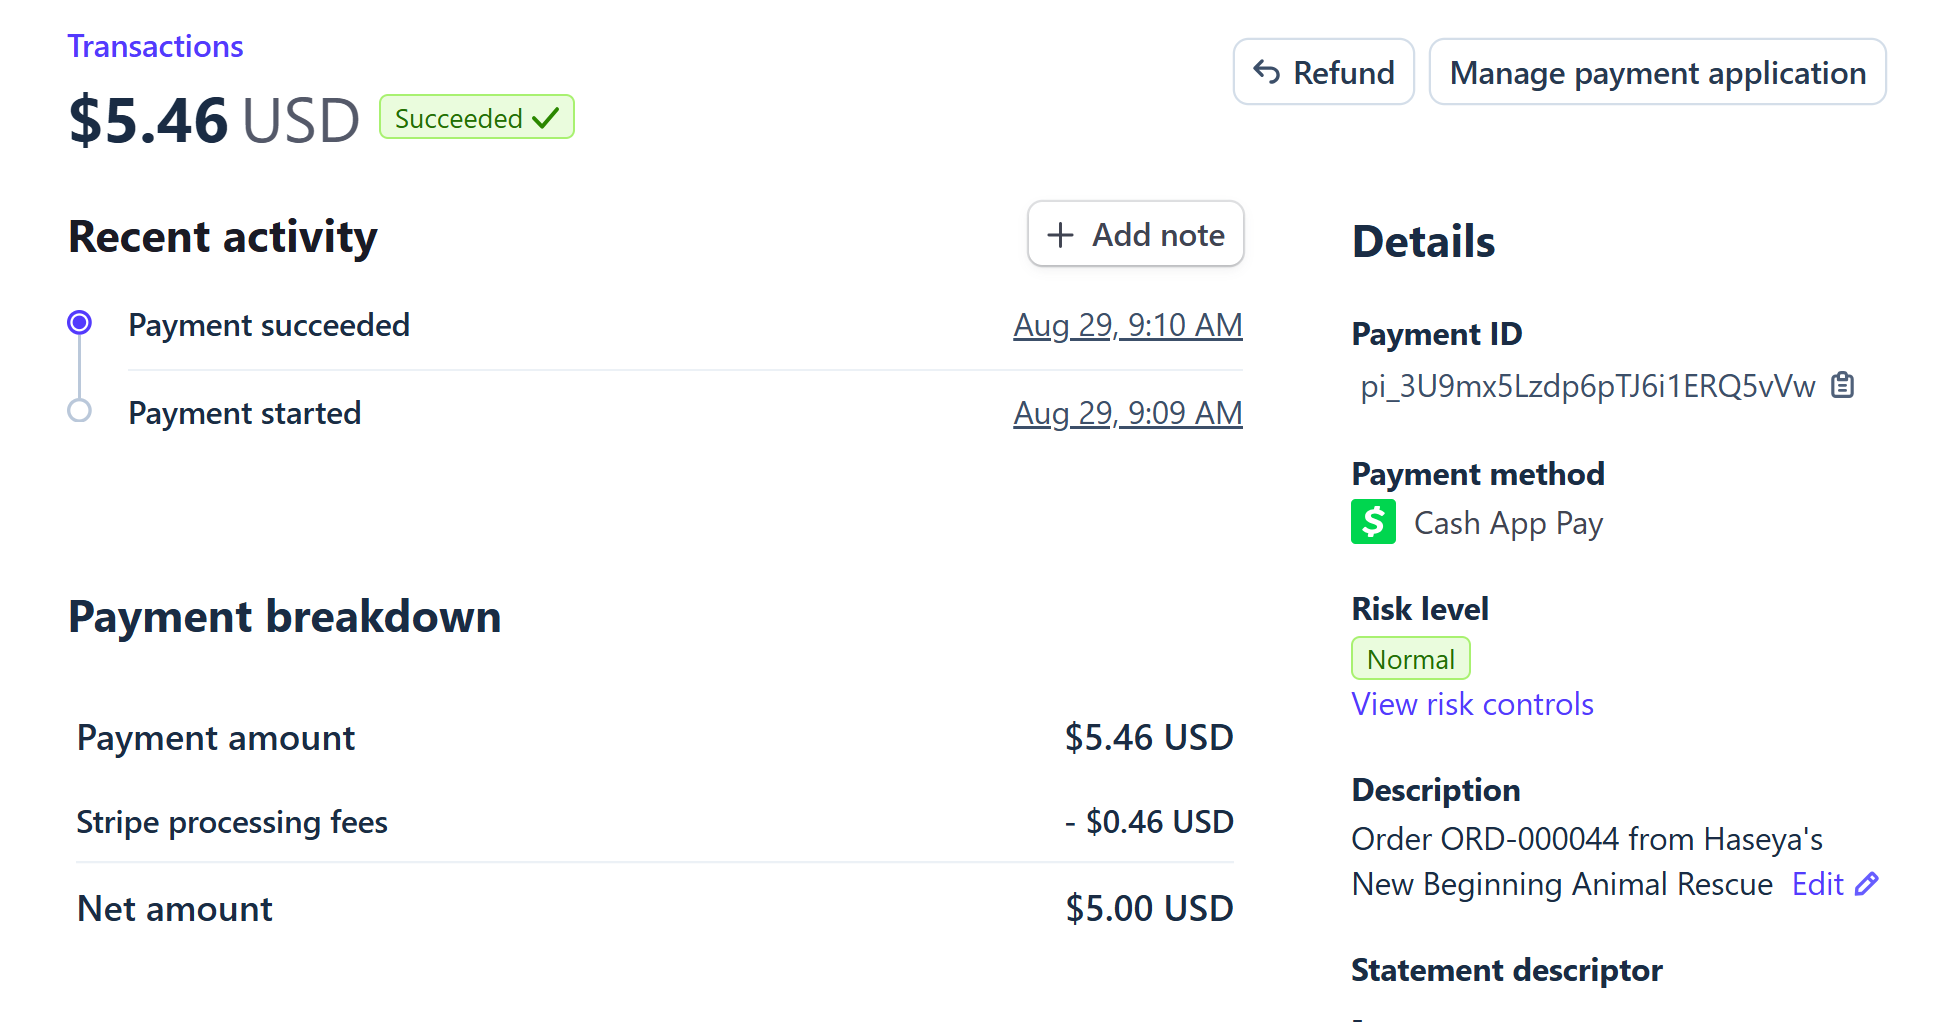 Transactions
$5.46 USD Succeeded
Refund
Manage payment application
Recent activity
Add note
Payment succeeded Aug 29, 9:10 AM
Payment started Aug 29, 9:09 AM
Payment breakdown
Payment amount $5.46 USD
Stripe processing fees - $0.46 USD
Net amount $5.00 USD
Details
Payment ID
pi_3U9mx5Lzdp6pTJ6i1ERQ5vVw
Payment method
Cash App Pay
Risk level
Normal
View risk controls
Description
Order ORD-000044 from Haseya's
New Beginning Animal Rescue Edit
Statement descriptor
-